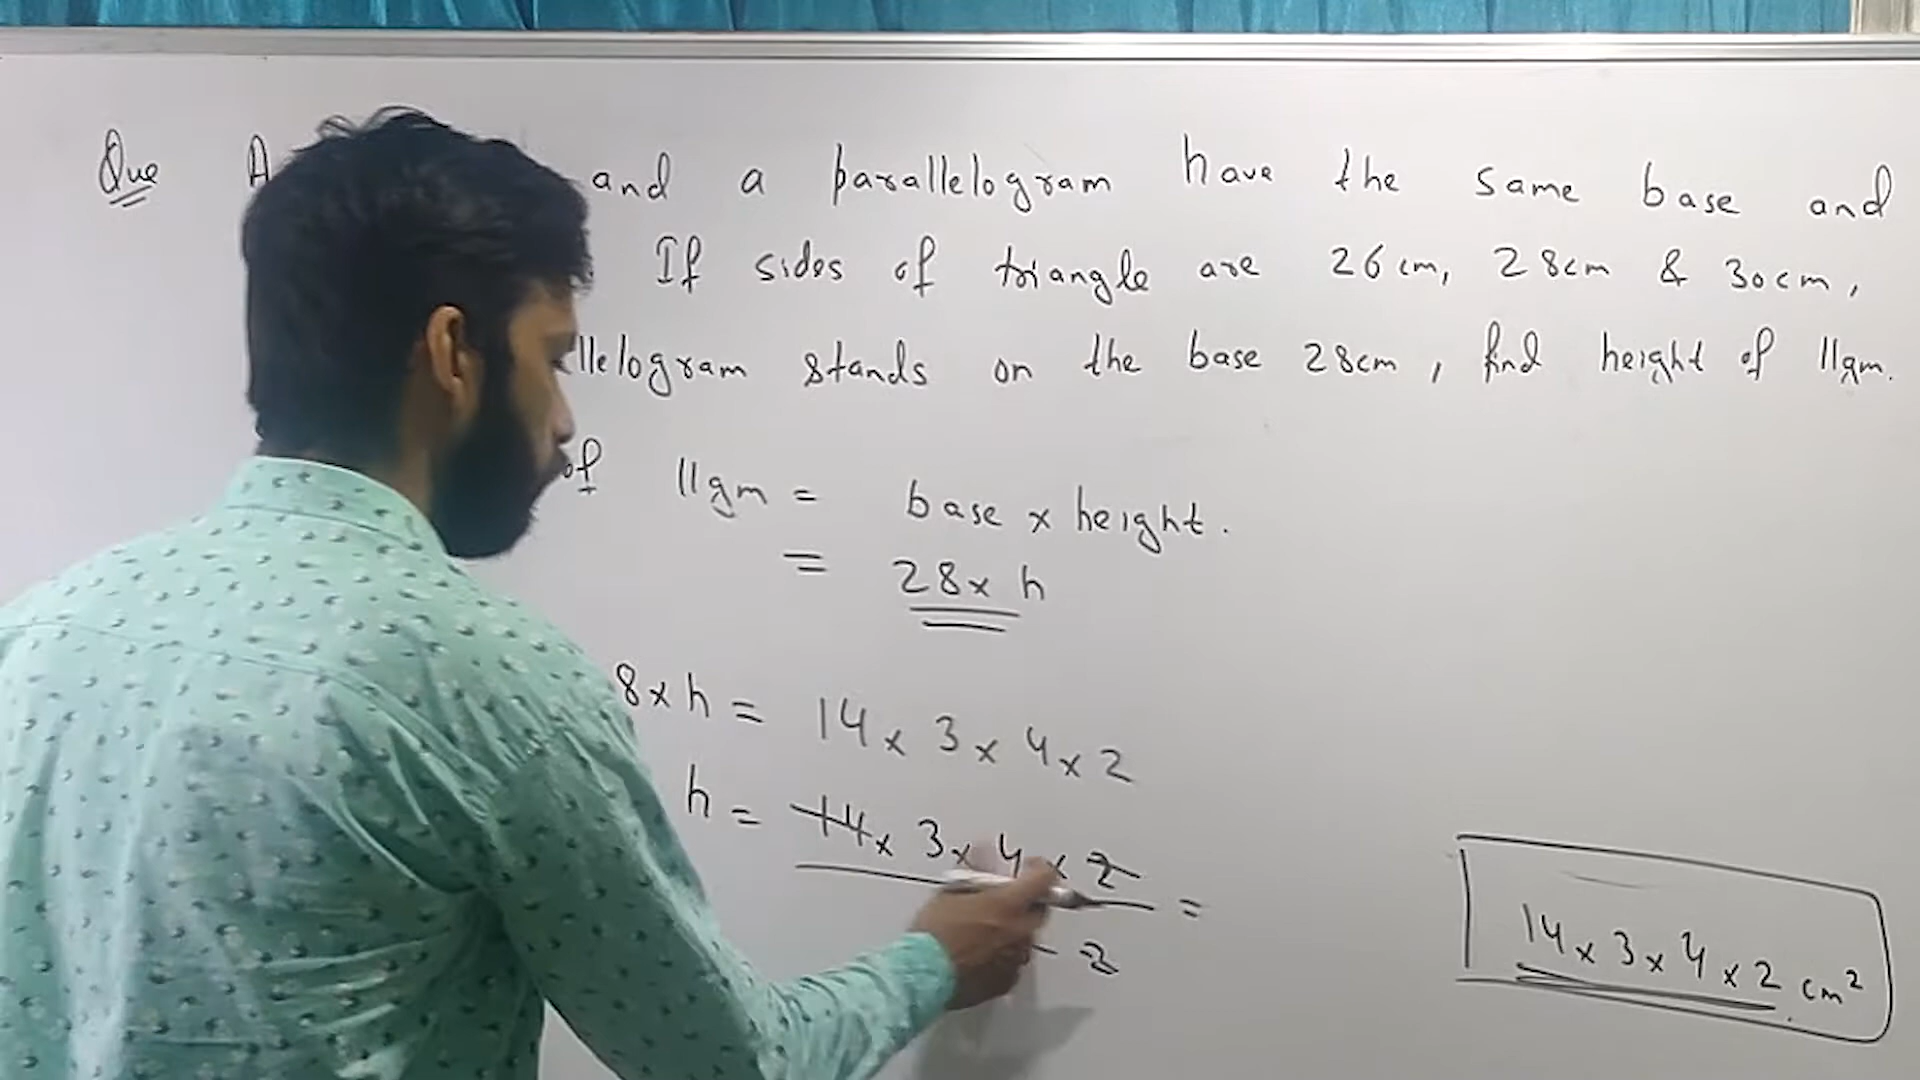 Que A and a parallelogram have the same base and
. If sides of triangle are 26cm, 28cm & 30cm,
llelogram stands on the base 28cm, find height of ||gm.
of ||gm = base x height.
= 28 x h
8 x h = 14 x 3 x 4 x 2
h = 14 x 3 x 4 x 2 =
2
14 x 3 x 4 x 2 cm²